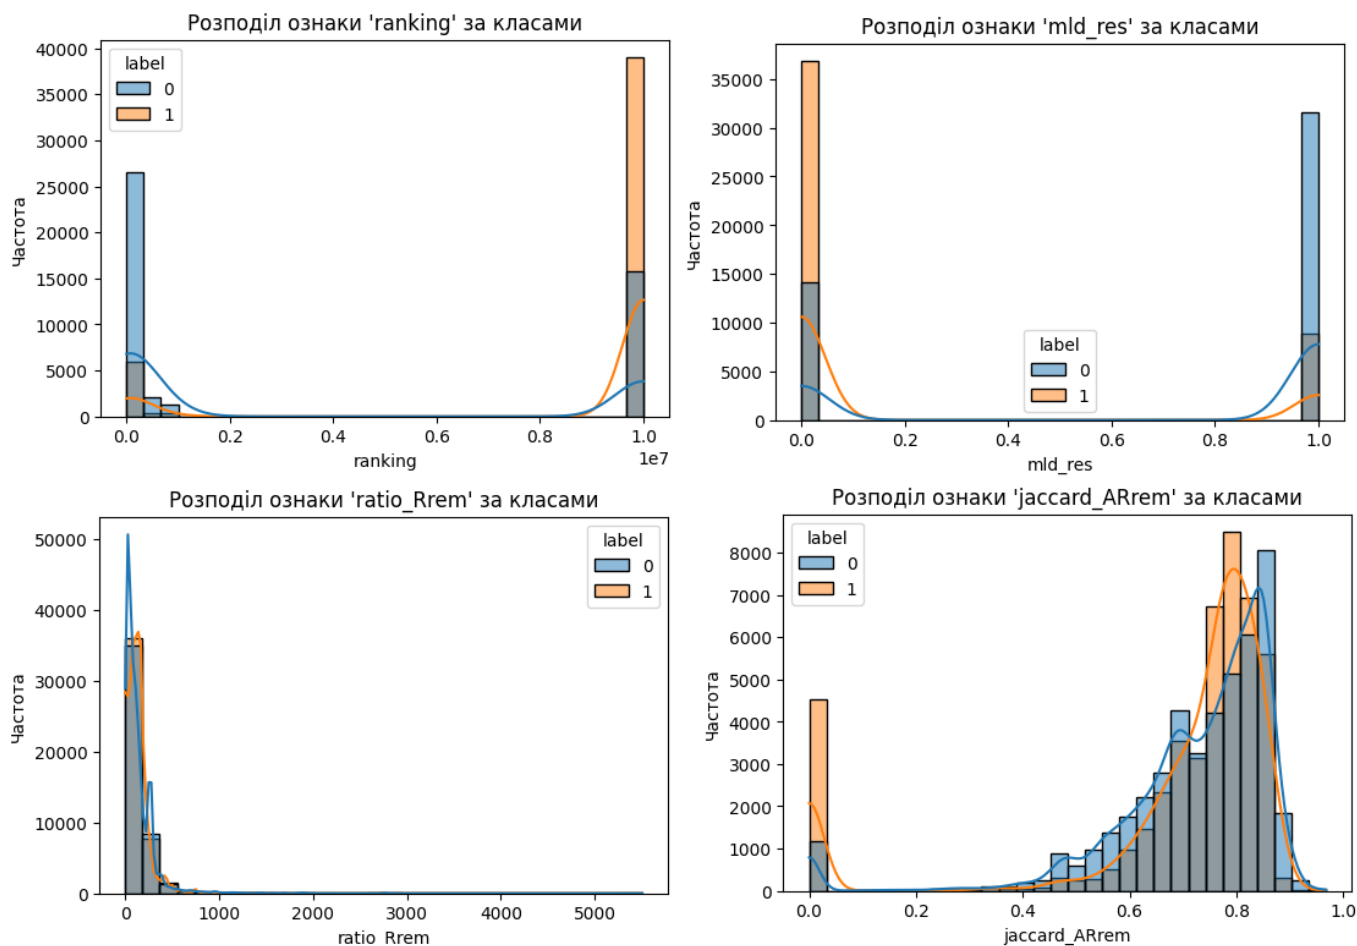 Розподіл ознаки 'ranking' за класами
40000
35000
30000
25000
20000
15000
10000
5000
0
Частота
label
0
1
0.0 0.2 0.4 0.6 0.8 1.0
1e7
ranking
Розподіл ознаки 'mld_res' за класами
35000
30000
25000
20000
15000
10000
5000
0
Частота
label
0
1
0.0 0.2 0.4 0.6 0.8 1.0
mld_res
Розподіл ознаки 'ratio_Rrem' за класами
50000
40000
30000
20000
10000
0
Частота
label
0
1
0 1000 2000 3000 4000 5000
ratio_Rrem
Розподіл ознаки 'jaccard_ARrem' за класами
8000
7000
6000
5000
4000
3000
2000
1000
0
Частота
label
0
1
0.0 0.2 0.4 0.6 0.8 1.0
jaccard_ARrem